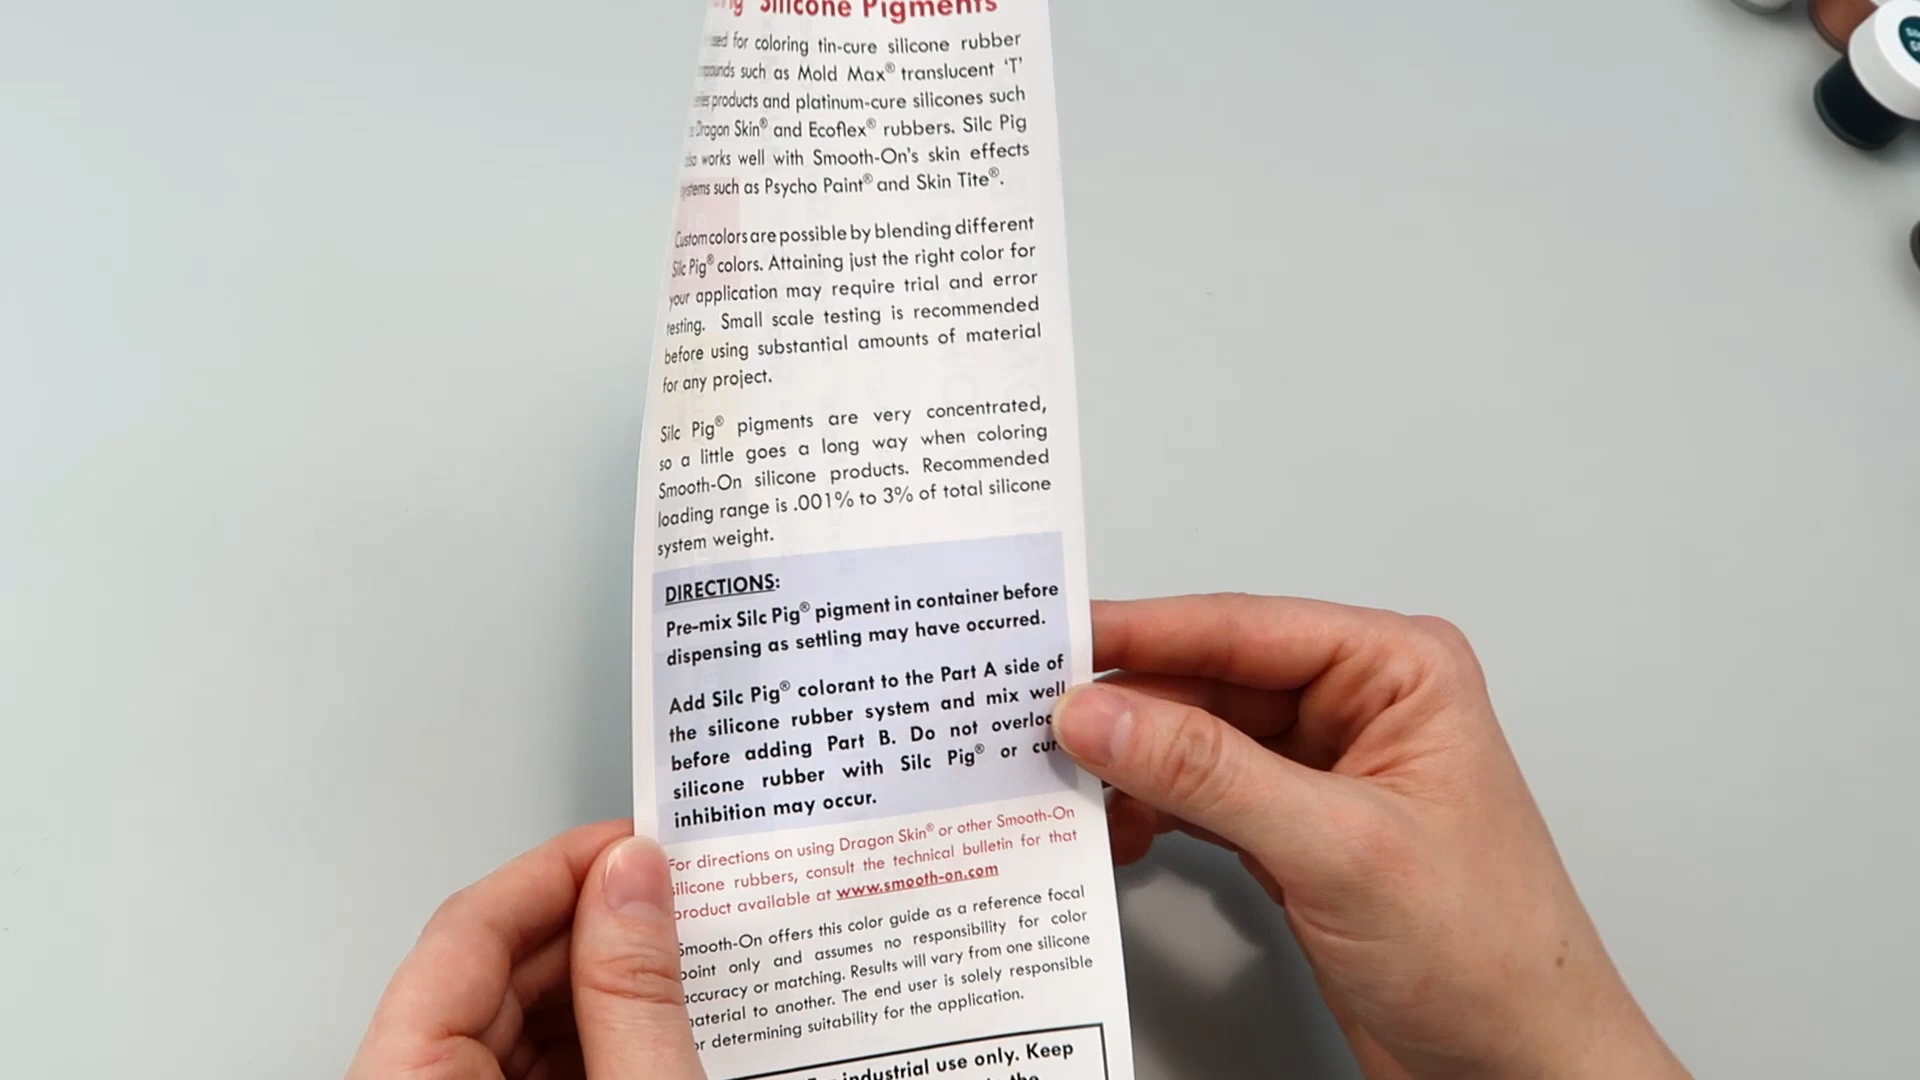 Silicone Pigments
for coloring tin-cure silicone rubber
such as Mold Max® translucent 'T'
products and platinum-cure silicones such
Dragon Skin® and Ecoflex® rubbers. Silc Pig
works well with Smooth-On's skin effects
such as Psycho Paint® and Skin Tite®.
Custom colors are possible by blending different
Silc Pig® colors. Attaining just the right color for
your application may require trial and error
testing. Small scale testing is recommended
before using substantial amounts of material
for any project.
Silc Pig® pigments are very concentrated,
so a little goes a long way when coloring
Smooth-On silicone products. Recommended
loading range is .001% to 3% of total silicone
system weight.
DIRECTIONS:
Pre-mix Silc Pig® pigment in container before
dispensing as settling may have occurred.
Add Silc Pig® colorant to the Part A side of
the silicone rubber system and mix well
before adding Part B. Do not
silicone rubber with Silc Pig® or
inhibition may occur.
For directions on using Dragon Skin® or other Smooth-On
silicone rubbers, consult the technical bulletin for that
product available at www.smooth-on.com
Smooth-On offers this color guide as a reference focal
point only and assumes no responsibility for color
accuracy or matching. Results will vary from one silicone
material to another. The end user is solely responsible
for determining suitability for the application.
industrial use only. Keep